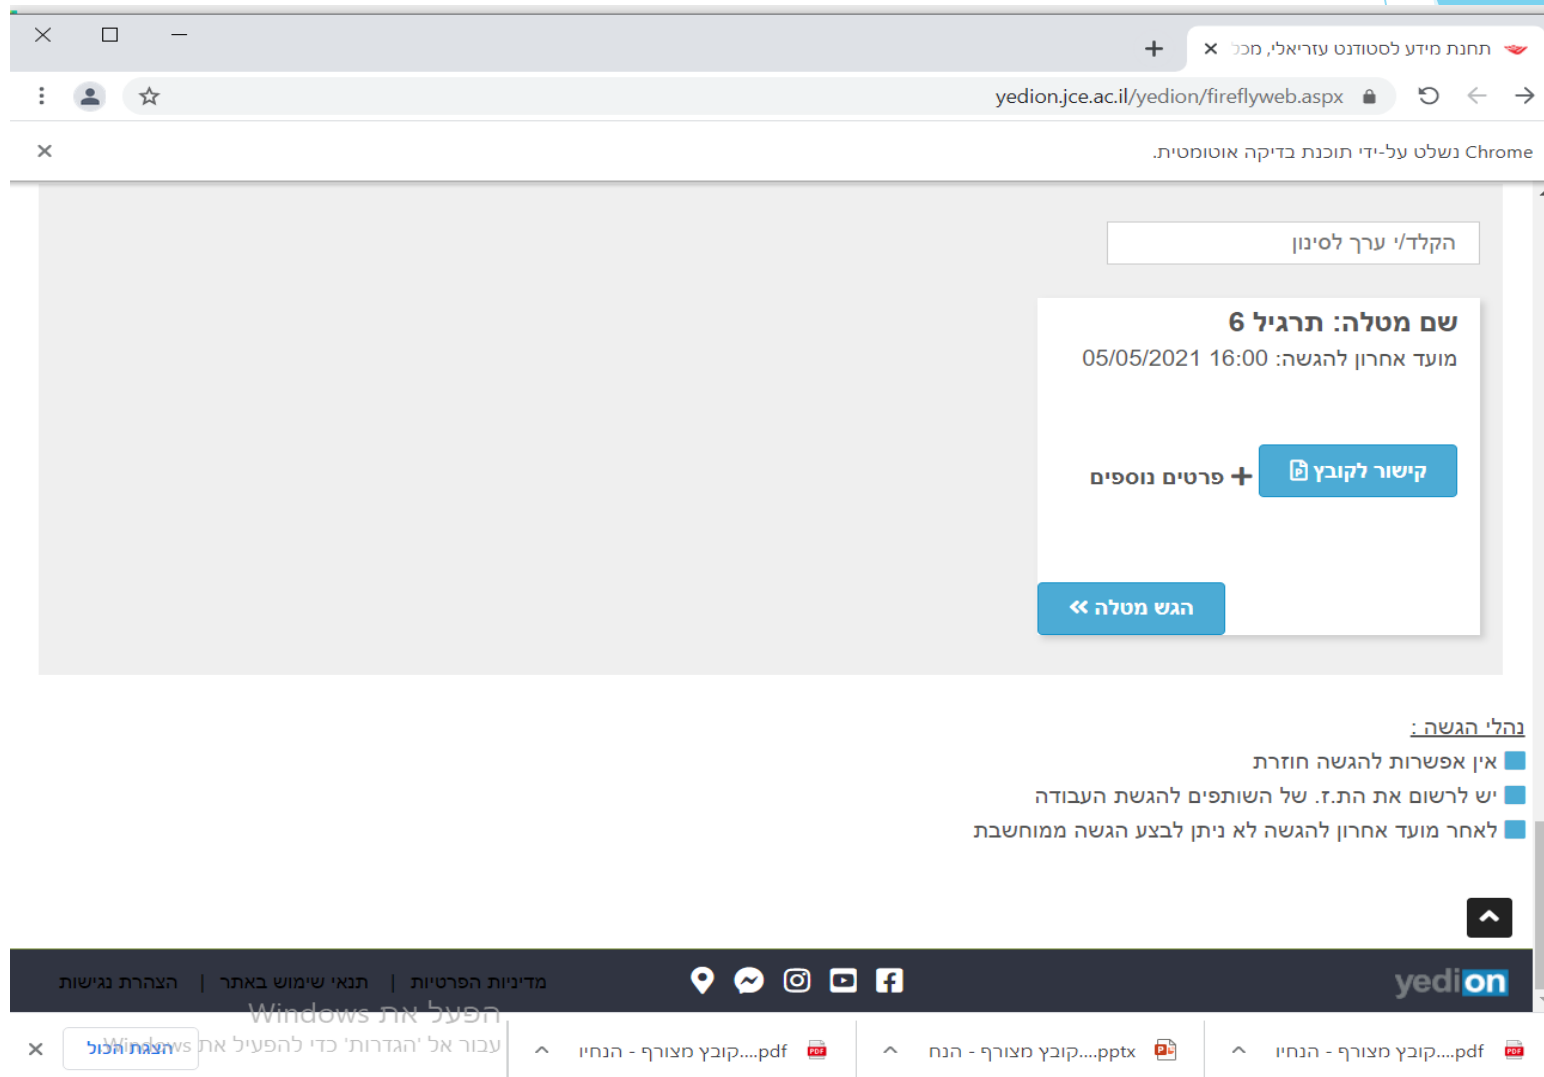 תחנת מידע לסטודנט עזריאלי, מכל
yedion.jce.ac.il/yedion/fireflyweb.aspx
Chrome נשלט על-ידי תוכנת בדיקה אוטומטית.
הקלד/י ערך לסינון
שם מטלה: תרגיל 6
מועד אחרון להגשה: 16:00 05/05/2021
קישור לקובץ
פרטים נוספים
הגש מטלה
נהלי הגשה :
אין אפשרות להגשה חוזרת
יש לרשום את הת.ז. של השותפים להגשת העבודה
לאחר מועד אחרון להגשה לא ניתן לבצע הגשה ממוחשבת
yedion
מדיניות הפרטיות | תנאי שימוש באתר | הצהרת נגישות
הפעל את Windows
עבור אל 'הגדרות' כדי להפעיל את Windows.
קובץ מצורף - הנחיו....pdf
קובץ מצורף - הנח....pptx
קובץ מצורף - הנחיו....pdf
הצגת הכול